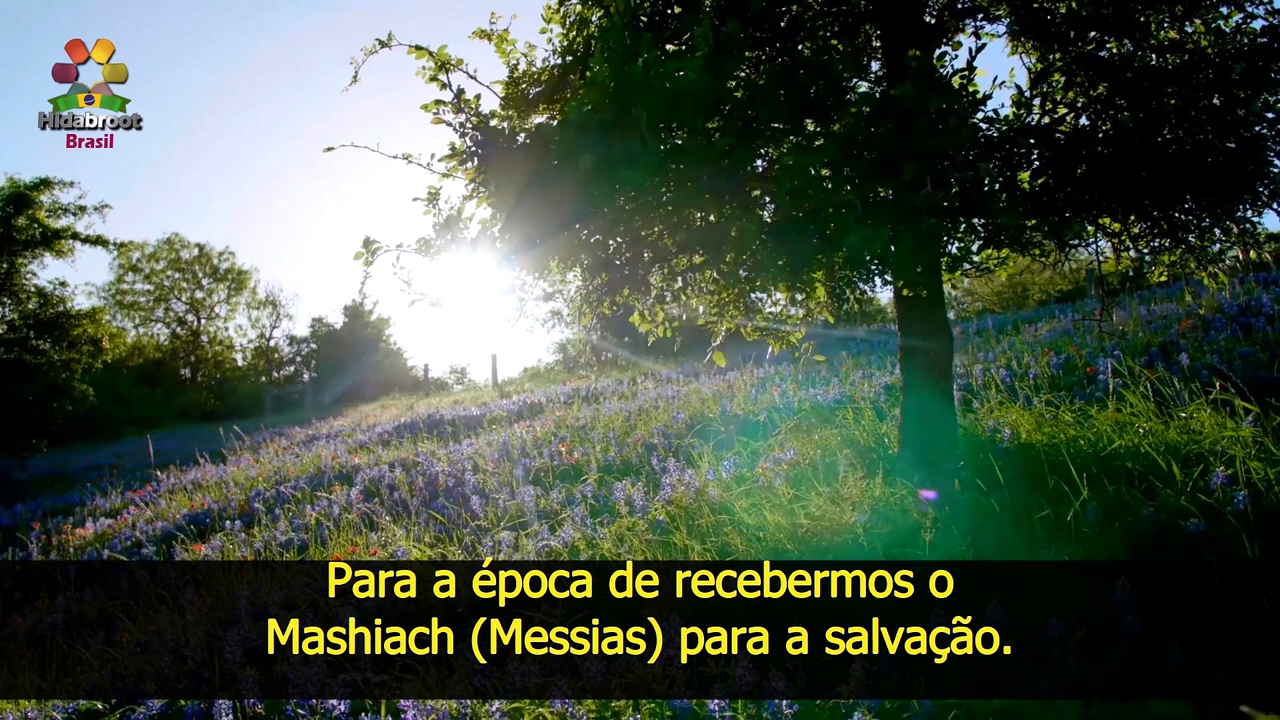 Hidabroot
Brasil
Para a época de recebermos o
Mashiach (Messias) para a salvação.